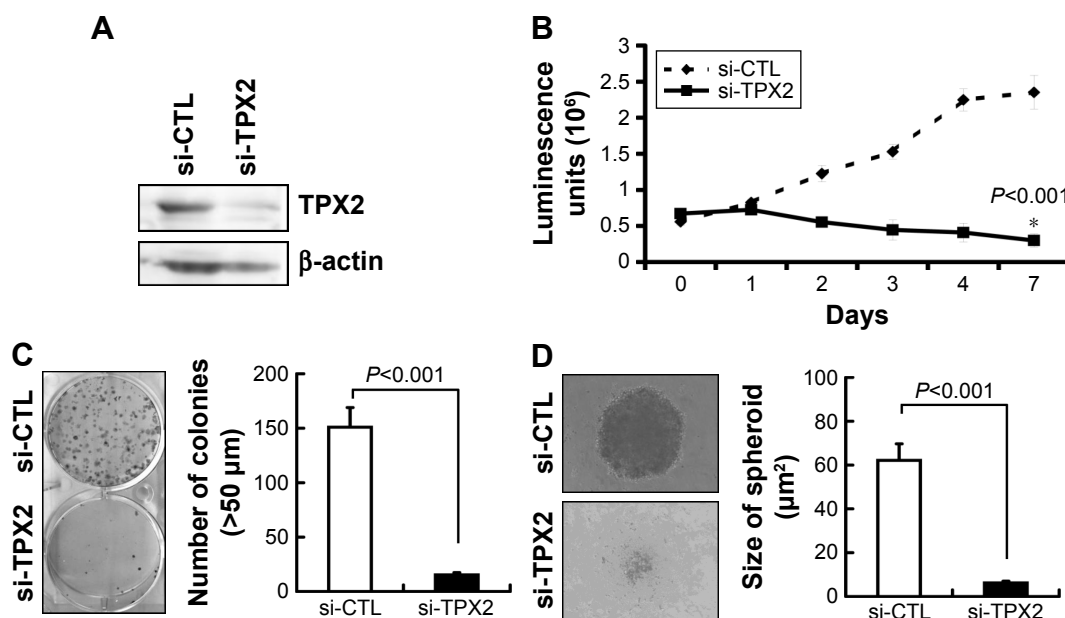 A
si-CTL
si-TPX2
TPX2
β-actin
B
Luminescence
units (10⁶)
3
2.5
2
1.5
1
0.5
0
si-CTL
si-TPX2
P<0.001
*
0 1 2 3 4 7
Days
C
si-CTL
si-TPX2
Number of colonies
(>50 µm)
200
150
100
50
0
P<0.001
si-CTL si-TPX2
D
si-CTL
si-TPX2
Size of spheroid
(µm²)
100
80
60
40
20
0
P<0.001
si-CTL si-TPX2